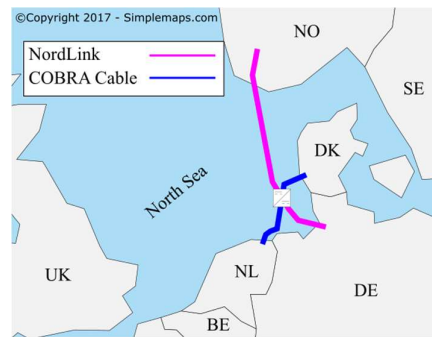 ©Copyright 2017 - Simplemaps.com
NordLink
COBRA Cable
NO
SE
DK
North Sea
UK
NL
DE
BE